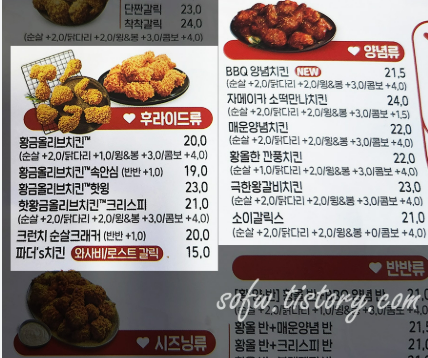 단짠갈릭 23,0
착착갈릭 24,0
(순살 +2,0/닭다리 +2,0/윙&봉 +3,0/콤보 +4,0)
후라이드류
황금올리브치킨™ 20,0
(순살 +2,0/닭다리 +1,0/윙&봉 +3,0/콤보 +4,0)
황금올리브치킨™속안심 (반반 +1,0) 19,0
황금올리브치킨™핫윙 23,0
핫황금올리브치킨™크리스피 21,0
(순살 +2,0/닭다리 +2,0/윙&봉 +3,0/콤보 +4,0)
크런치 순살크래커 (반반 +1,0) 20,0
파더's치킨 와사비/로스트 갈릭 15,0
시즈닝류
양념류
BBQ 양념치킨 NEW 21,5
(순살 +2,0/닭다리 +2,0/윙&봉 +3,0/콤보 +4,0)
자메이카 소떡만나치킨 24,0
(순살 +2,0/닭다리 +2,0/윙&봉 +3,0/콤보 +1,5)
매운양념치킨 22,0
(순살 +2,0/닭다리 +2,0/윙&봉 +3,0/콤보 +4,0)
황올한 깐풍치킨 22,0
(순살 +2,0/닭다리 +2,0/윙&봉 +3,0/콤보 +4,0)
극한왕갈비치킨 23,0
(순살 +2,0/닭다리 +2,0/윙&봉 +3,0/콤보 +4,0)
소이갈릭스 21,0
(순살 +2,0/닭다리 +2,0/윙&봉 +0/콤보 +4,0)
반반류
sofw.tistory.com
황올 반+매운양념 반 21,5
황올 반+크리스피 반 21,